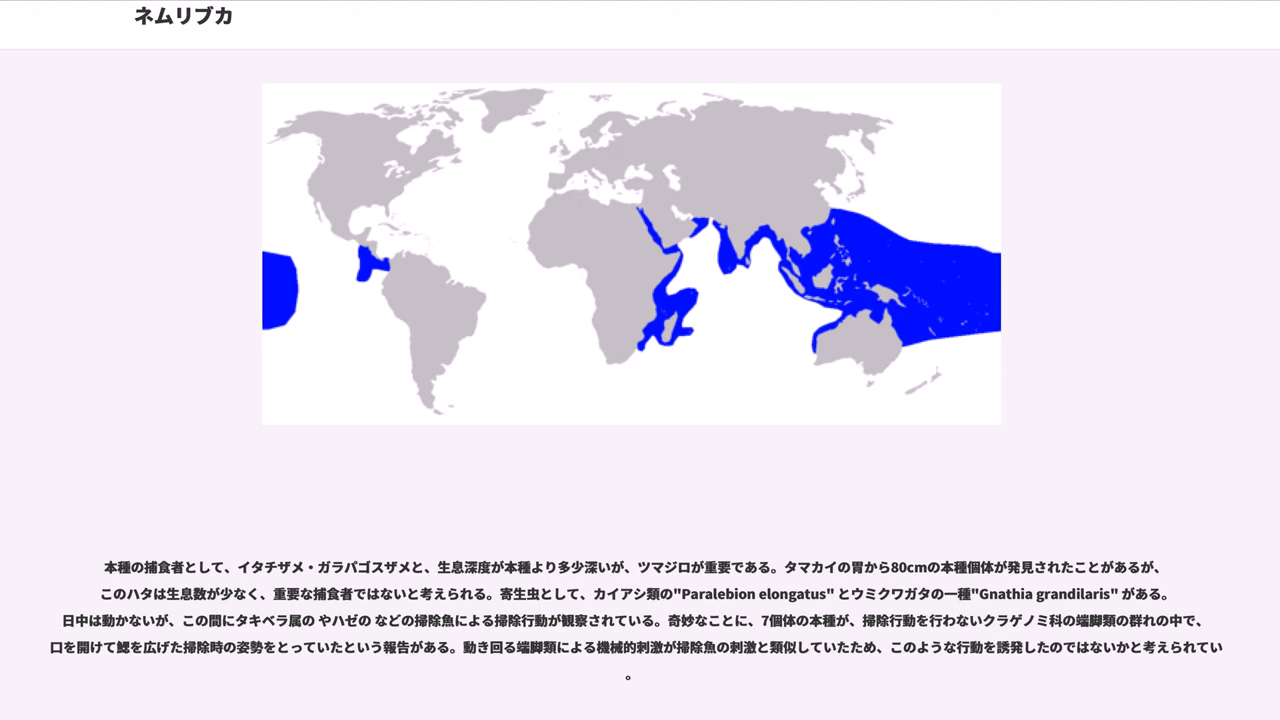 ネムリブカ
本種の捕食者として、イタチザメ・ガラパゴスザメと、生息深度が本種より多少深いが、ツマジロが重要である。タマカイの胃から80cmの本種個体が発見されたことがあるが、
このハタは生息数が少なく、重要な捕食者ではないと考えられる。寄生虫として、カイアシ類の"Paralebion elongatus" とウミクワガタの一種"Gnathia grandilaris" がある。
日中は動かないが、この間にタキベラ属の やハゼの などの掃除魚による掃除行動が観察されている。奇妙なことに、7個体の本種が、掃除行動を行わないクラゲノミ科の端脚類の群れの中で、
口を開けて鰓を広げた掃除時の姿勢をとっていたという報告がある。動き回る端脚類による機械的刺激が掃除魚の刺激と類似していたため、このような行動を誘発したのではないかと考えられてい
。